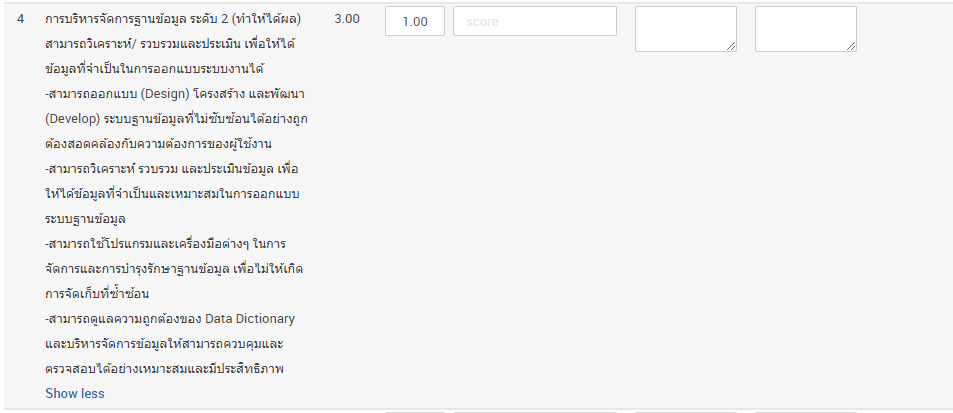 4 การบริหารจัดการฐานข้อมูล ระดับ 2 (ทำให้ได้ผล) 3.00 1.00 score
สามารถวิเคราะห์/ รวบรวมและประเมิน เพื่อให้ได้
ข้อมูลที่จำเป็นในการออกแบบระบบงานได้
-สามารถออกแบบ (Design) โครงสร้าง และพัฒนา
(Develop) ระบบฐานข้อมูลที่ไม่ซับซ้อนได้อย่างถูก
ต้องสอดคล้องกับความต้องการของผู้ใช้งาน
-สามารถวิเคราะห์ รวบรวม และประเมินข้อมูล เพื่อ
ให้ได้ข้อมูลที่จำเป็นและเหมาะสมในการออกแบบ
ระบบฐานข้อมูล
-สามารถใช้โปรแกรมและเครื่องมือต่างๆ ในการ
จัดการและการบำรุงรักษาฐานข้อมูล เพื่อไม่ให้เกิด
การจัดเก็บที่ซ้ำซ้อน
-สามารถดูแลความถูกต้องของ Data Dictionary
และบริหารจัดการข้อมูลให้สามารถควบคุมและ
ตรวจสอบได้อย่างเหมาะสมและมีประสิทธิภาพ
Show less